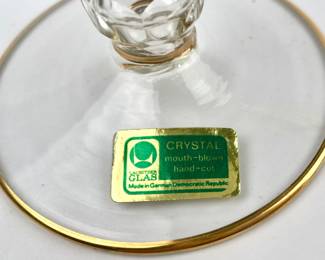 CRYSTAL
mouth-blown
hand-cut
LAUSITZER
GLAS
Made in German Democratic Republic